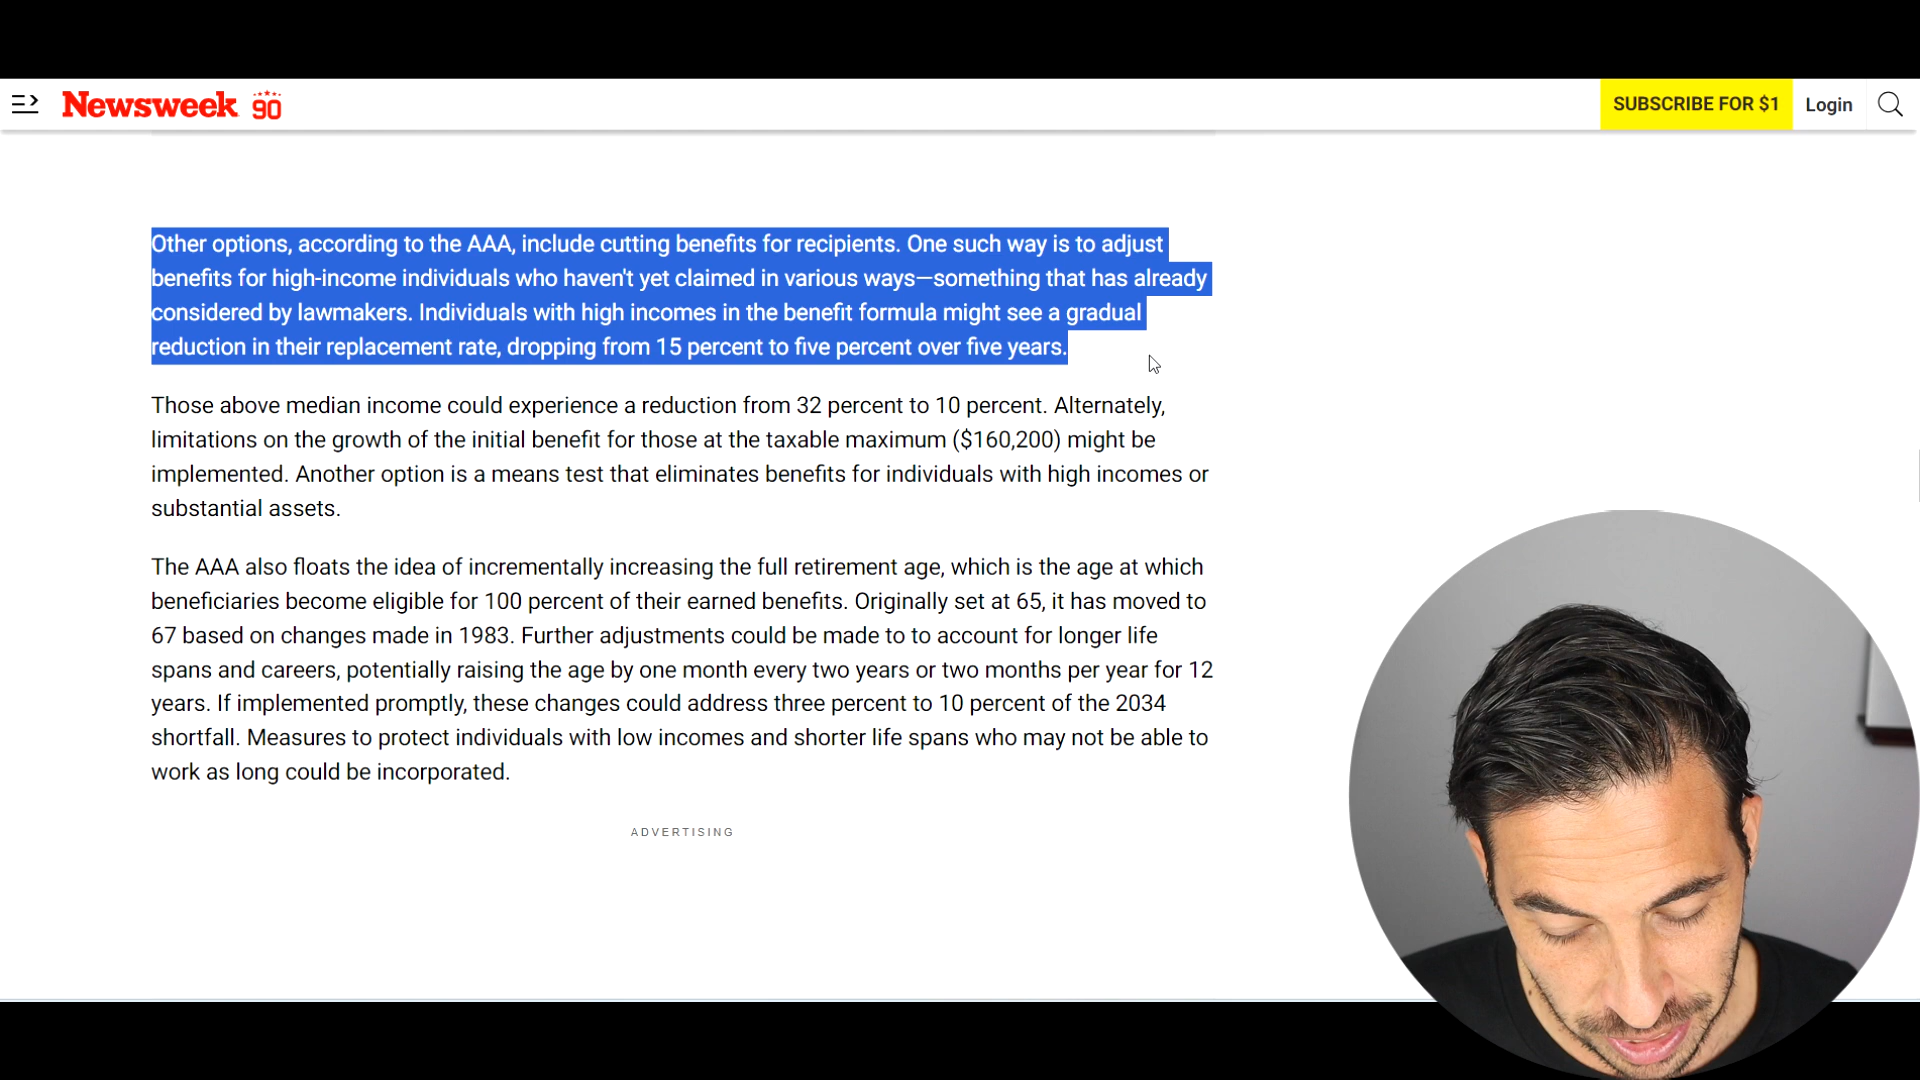 Newsweek 90
SUBSCRIBE FOR $1
Login
Other options, according to the AAA, include cutting benefits for recipients. One such way is to adjust
benefits for high-income individuals who haven't yet claimed in various ways—something that has already
considered by lawmakers. Individuals with high incomes in the benefit formula might see a gradual
reduction in their replacement rate, dropping from 15 percent to five percent over five years.
Those above median income could experience a reduction from 32 percent to 10 percent. Alternately,
limitations on the growth of the initial benefit for those at the taxable maximum ($160,200) might be
implemented. Another option is a means test that eliminates benefits for individuals with high incomes or
substantial assets.
The AAA also floats the idea of incrementally increasing the full retirement age, which is the age at which
beneficiaries become eligible for 100 percent of their earned benefits. Originally set at 65, it has moved to
67 based on changes made in 1983. Further adjustments could be made to to account for longer life
spans and careers, potentially raising the age by one month every two years or two months per year for 12
years. If implemented promptly, these changes could address three percent to 10 percent of the 2034
shortfall. Measures to protect individuals with low incomes and shorter life spans who may not be able to
work as long could be incorporated.
ADVERTISING